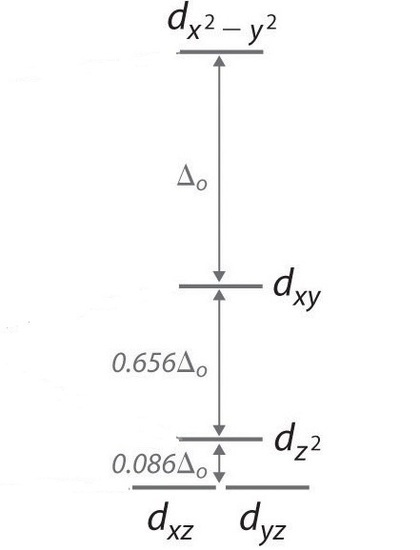 dx² − y²
Δo
dxy
0.656Δo
dz²
0.086Δo
dxz dyz